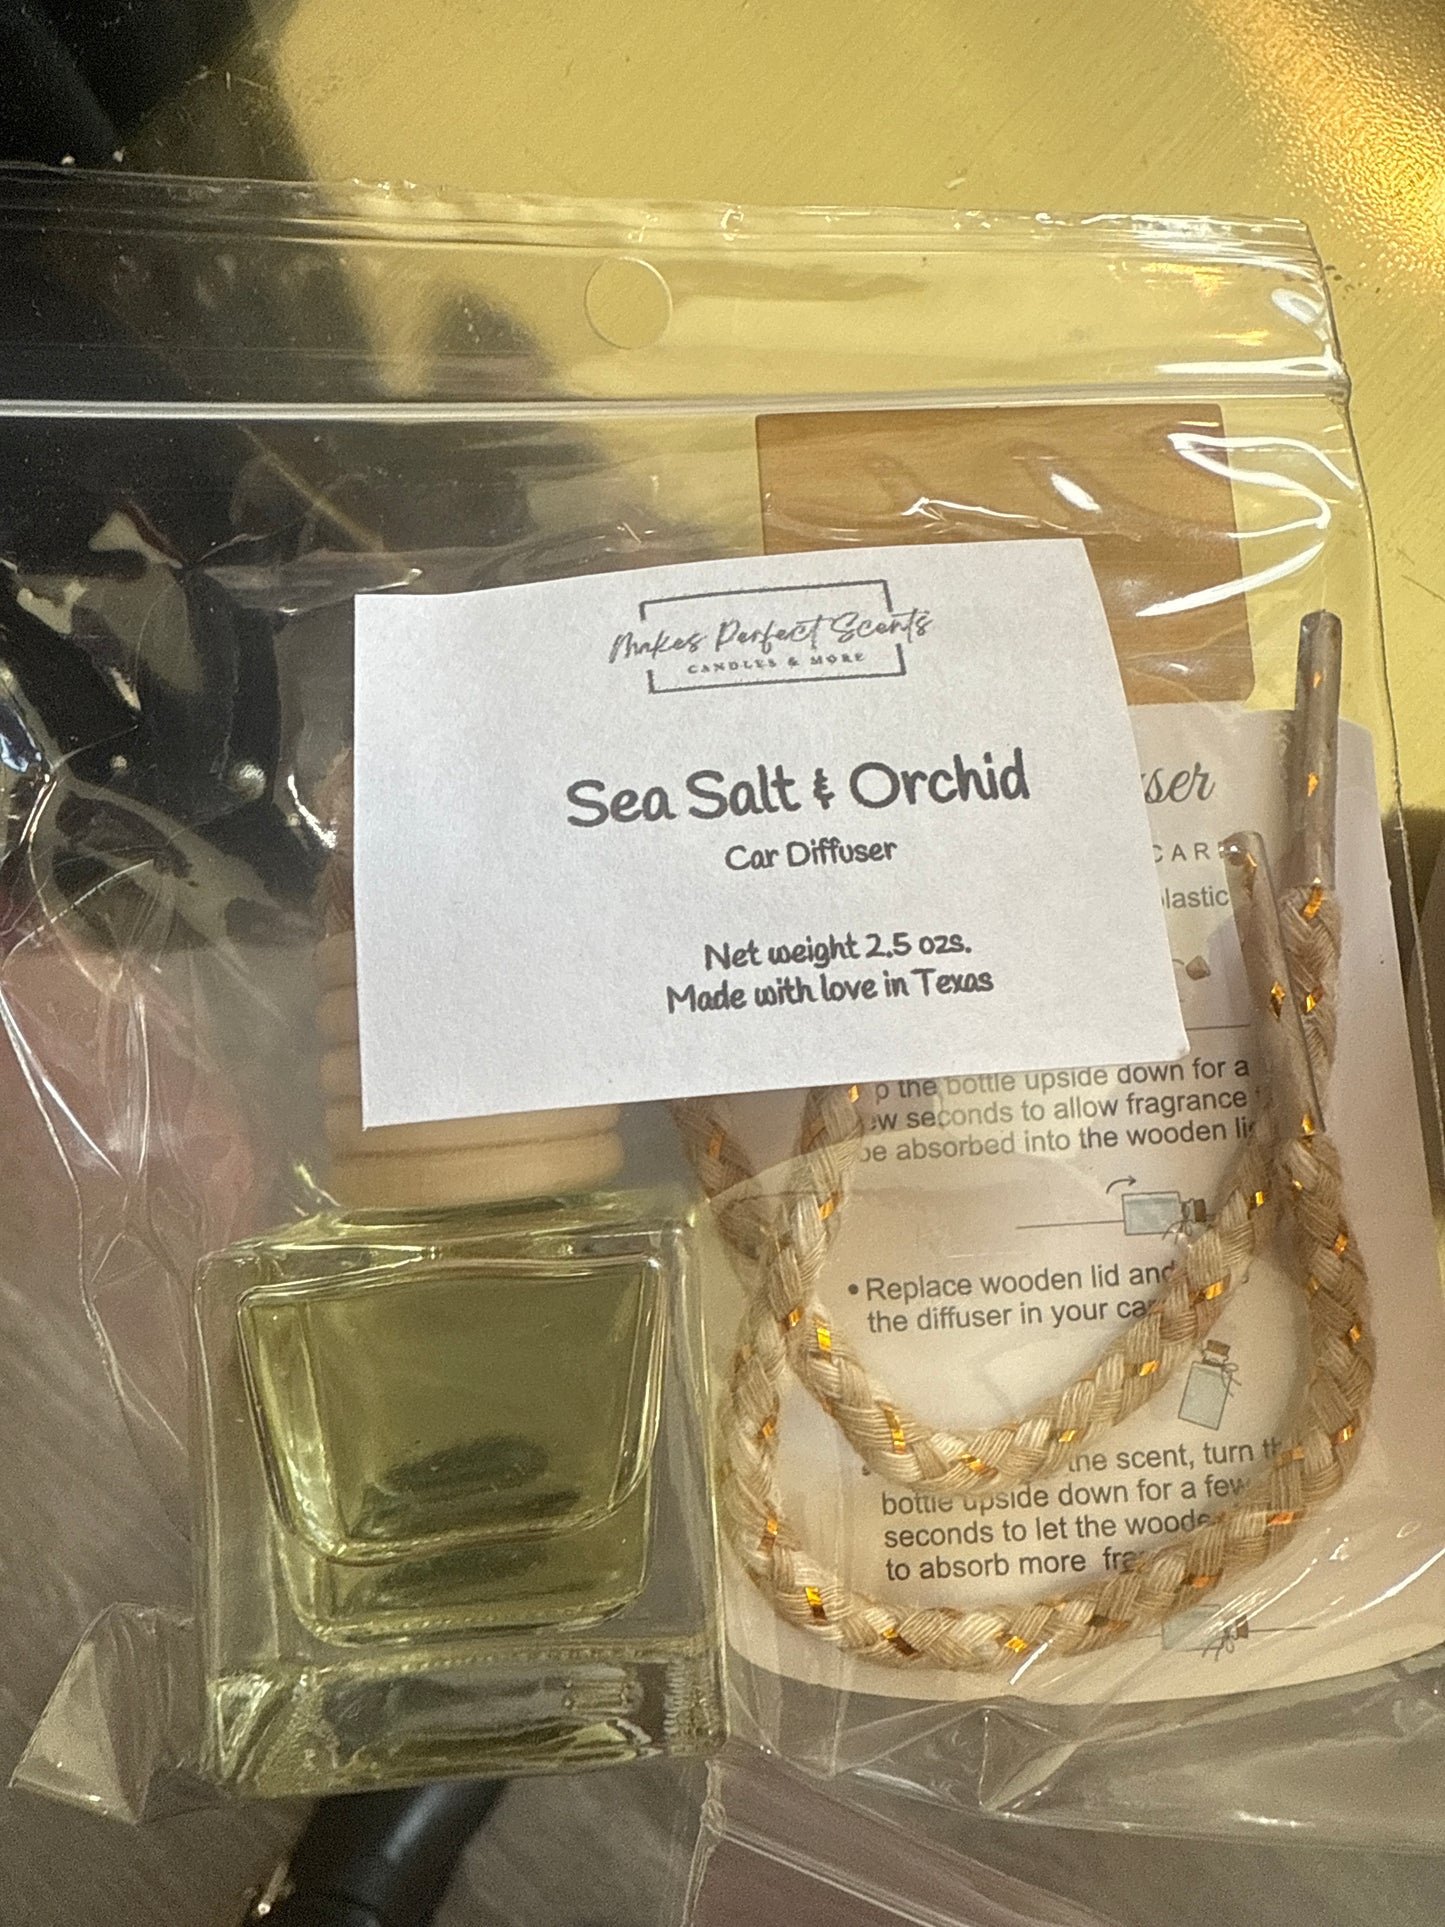 Makes Perfect Scents
CANDLES & MORE
Sea Salt & Orchid
Car Diffuser
Net weight 2.5 ozs.
Made with love in Texas
the bottle upside down for a
seconds to allow fragrance
be absorbed into the wooden
• Replace wooden lid and
the diffuser in your
the scent, turn
bottle upside down for a few
seconds to let the
to absorb more